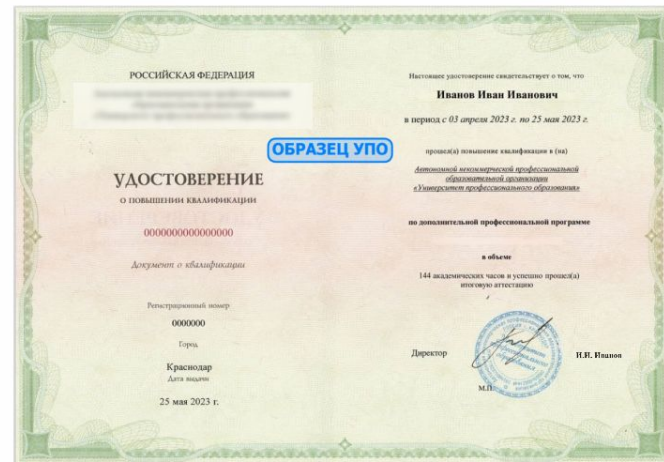 РОССИЙСКАЯ ФЕДЕРАЦИЯ
УДОСТОВЕРЕНИЕ
О ПОВЫШЕНИИ КВАЛИФИКАЦИИ
0000000000000000
Документ о квалификации
Регистрационный номер
0000000
Город
Краснодар
Дата выдачи
25 мая 2023 г.
ОБРАЗЕЦ УПО
Настоящее удостоверение свидетельствует о том, что
Иванов Иван Иванович
в период с 03 апреля 2023 г. по 25 мая 2023 г.
прошел(а) повышение квалификации в (на)
Автономной некоммерческой профессиональной
образовательной организации
«Университет профессионального образования»
по дополнительной профессиональной программе
в объеме
144 академических часов и успешно прошел(а)
итоговую аттестацию
Директор
И.И. Иванов
М.П.